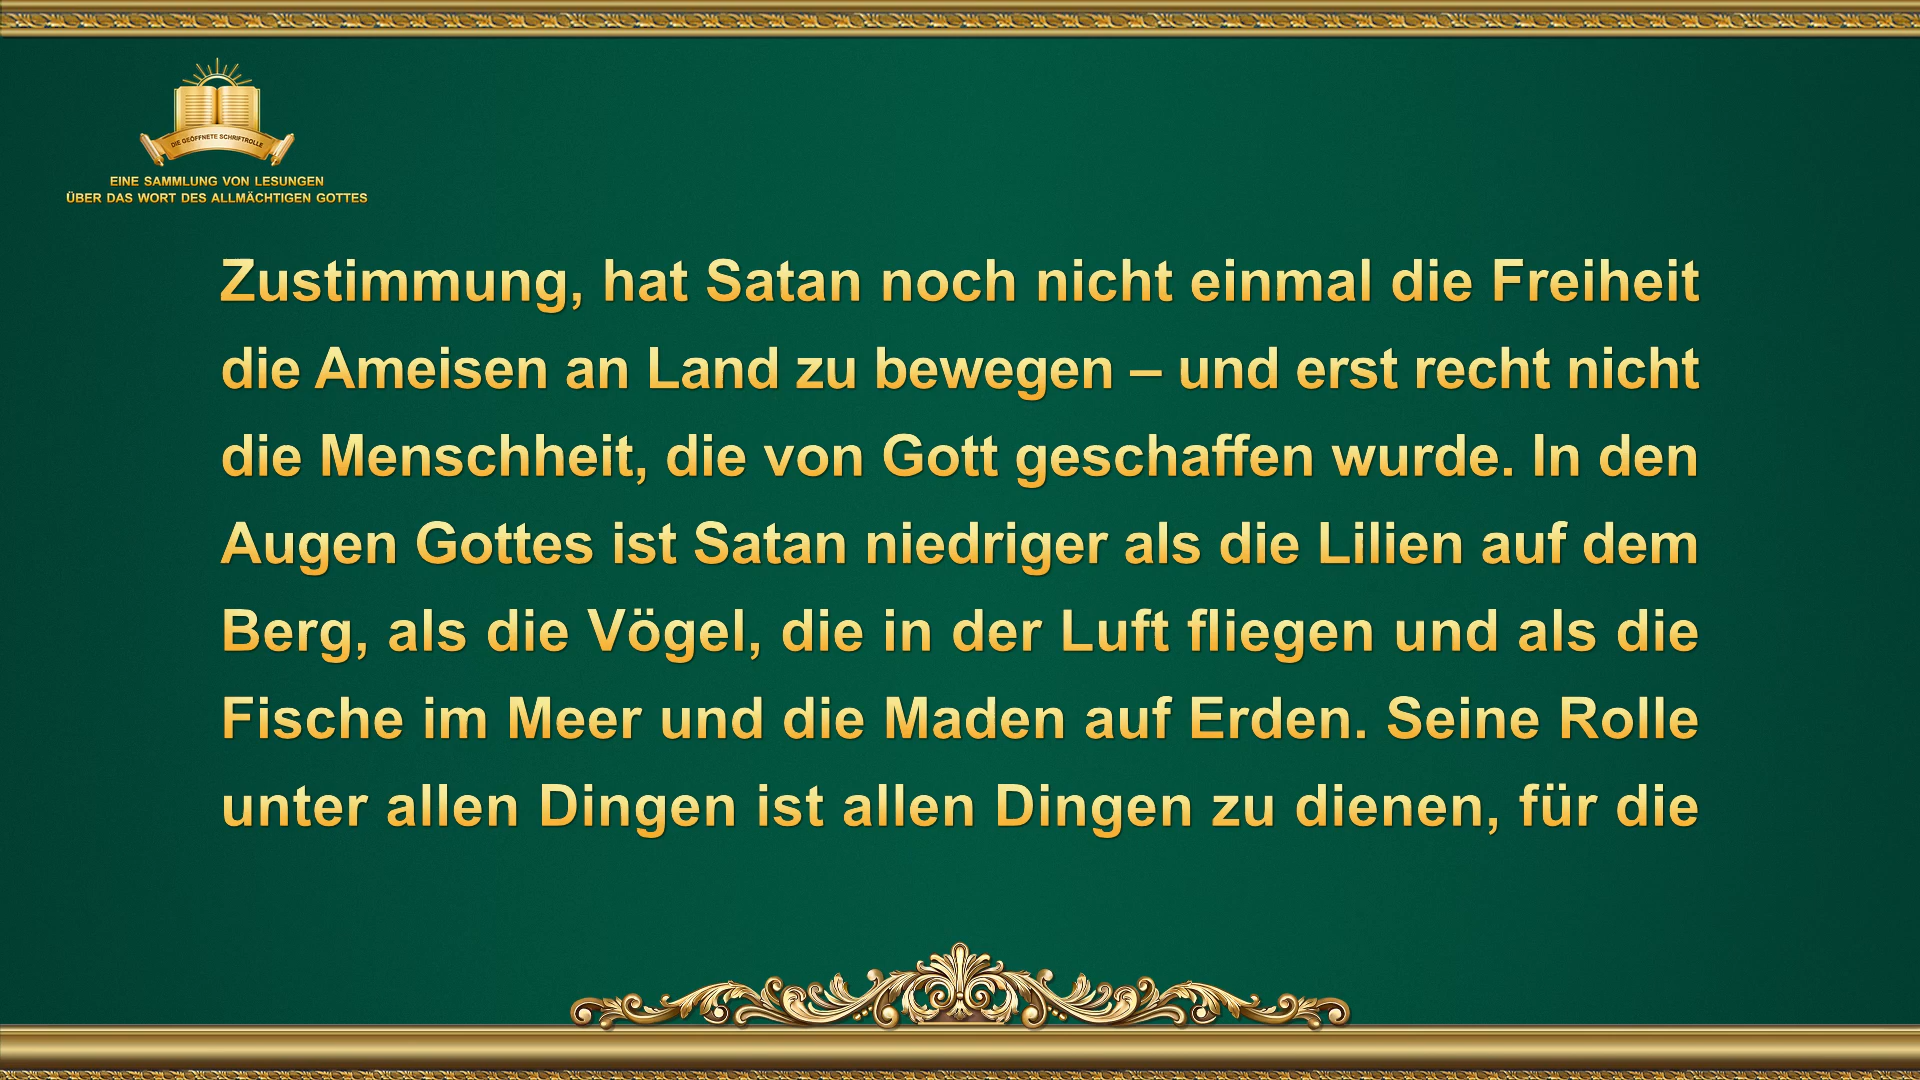 DIE GEÖFFNETE SCHRIFTROLLE
EINE SAMMLUNG VON LESUNGEN
ÜBER DAS WORT DES ALLMÄCHTIGEN GOTTES
Zustimmung, hat Satan noch nicht einmal die Freiheit
die Ameisen an Land zu bewegen – und erst recht nicht
die Menschheit, die von Gott geschaffen wurde. In den
Augen Gottes ist Satan niedriger als die Lilien auf dem
Berg, als die Vögel, die in der Luft fliegen und als die
Fische im Meer und die Maden auf Erden. Seine Rolle
unter allen Dingen ist allen Dingen zu dienen, für die